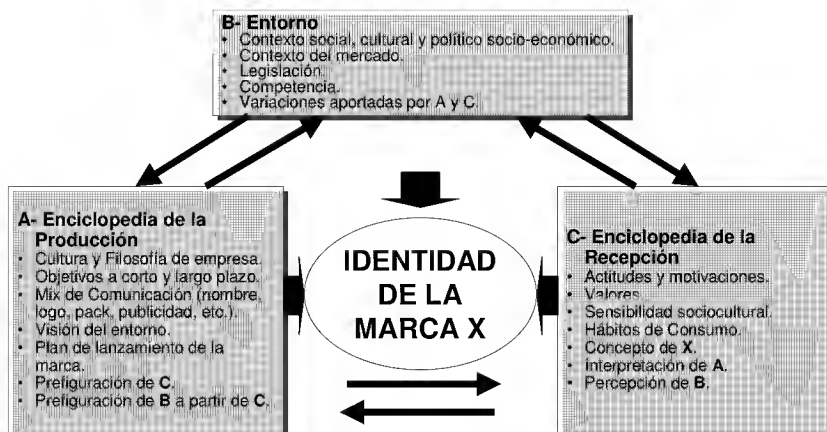 B- Entorno
• Contexto social, cultural y político socio-económico.
• Contexto del mercado.
• Legislación.
• Competencia.
• Variaciones aportadas por A y C.
A- Enciclopedia de la
Producción
• Cultura y Filosofía de empresa.
• Objetivos a corto y largo plazo.
• Mix de Comunicación (nombre,
logo, pack, publicidad, etc.).
• Visión del entorno.
• Plan de lanzamiento de la
marca.
• Prefiguración de C.
• Prefiguración de B a partir de C.
IDENTIDAD
DE LA
MARCA X
C- Enciclopedia de la
Recepción
• Actitudes y motivaciones.
• Valores.
• Sensibilidad sociocultural.
• Hábitos de Consumo.
• Concepto de X.
• Interpretación de A.
• Percepción de B.